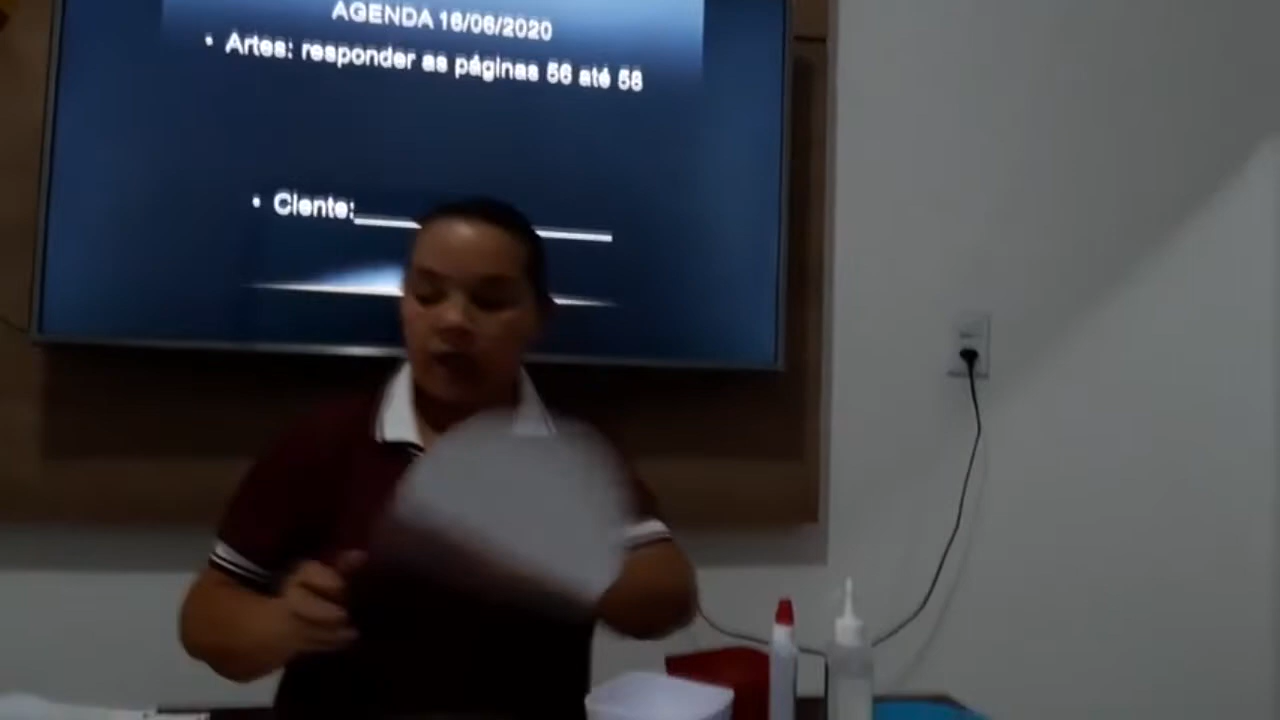 AGENDA 16/06/2020
• Artes: responder as páginas 56 até 58
• Ciente: